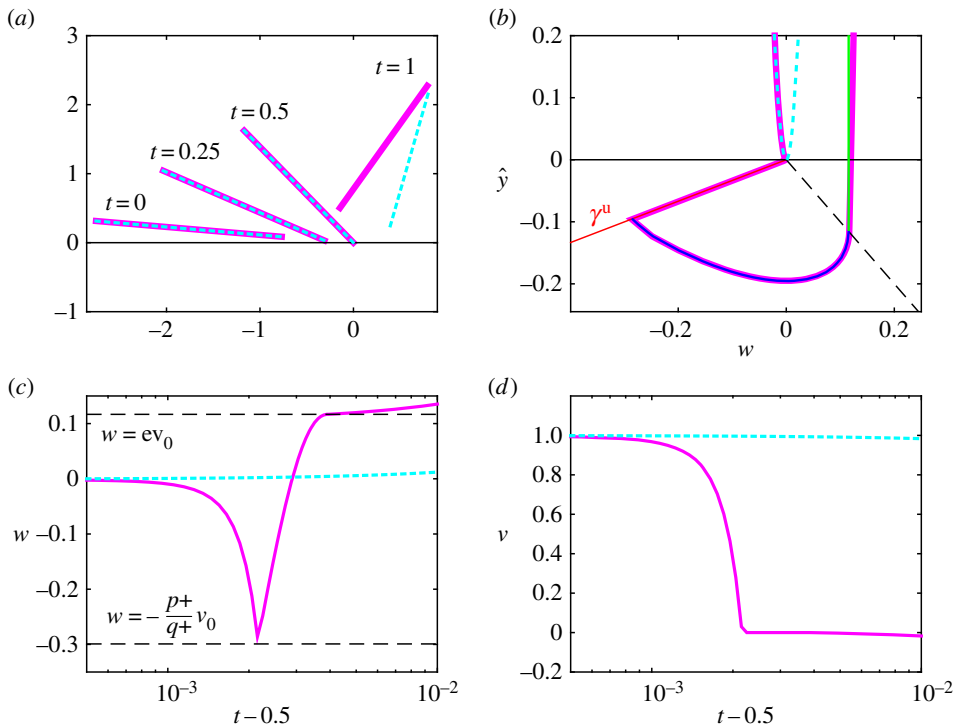 (a)
3
2
1
0
−1
−2
−1
0
t = 0
t = 0.25
t = 0.5
t = 1
(b)
0.2
0.1
0
−0.1
−0.2
ŷ
γᵘ
−0.2
0
0.2
w
(c)
0.1
0
−0.1
−0.2
−0.3
w
w = ev₀
w = − p+/q+ v₀
10⁻³
10⁻²
t − 0.5
(d)
1.0
0.8
0.6
0.4
0.2
0
−0.2
v
10⁻³
10⁻²
t − 0.5